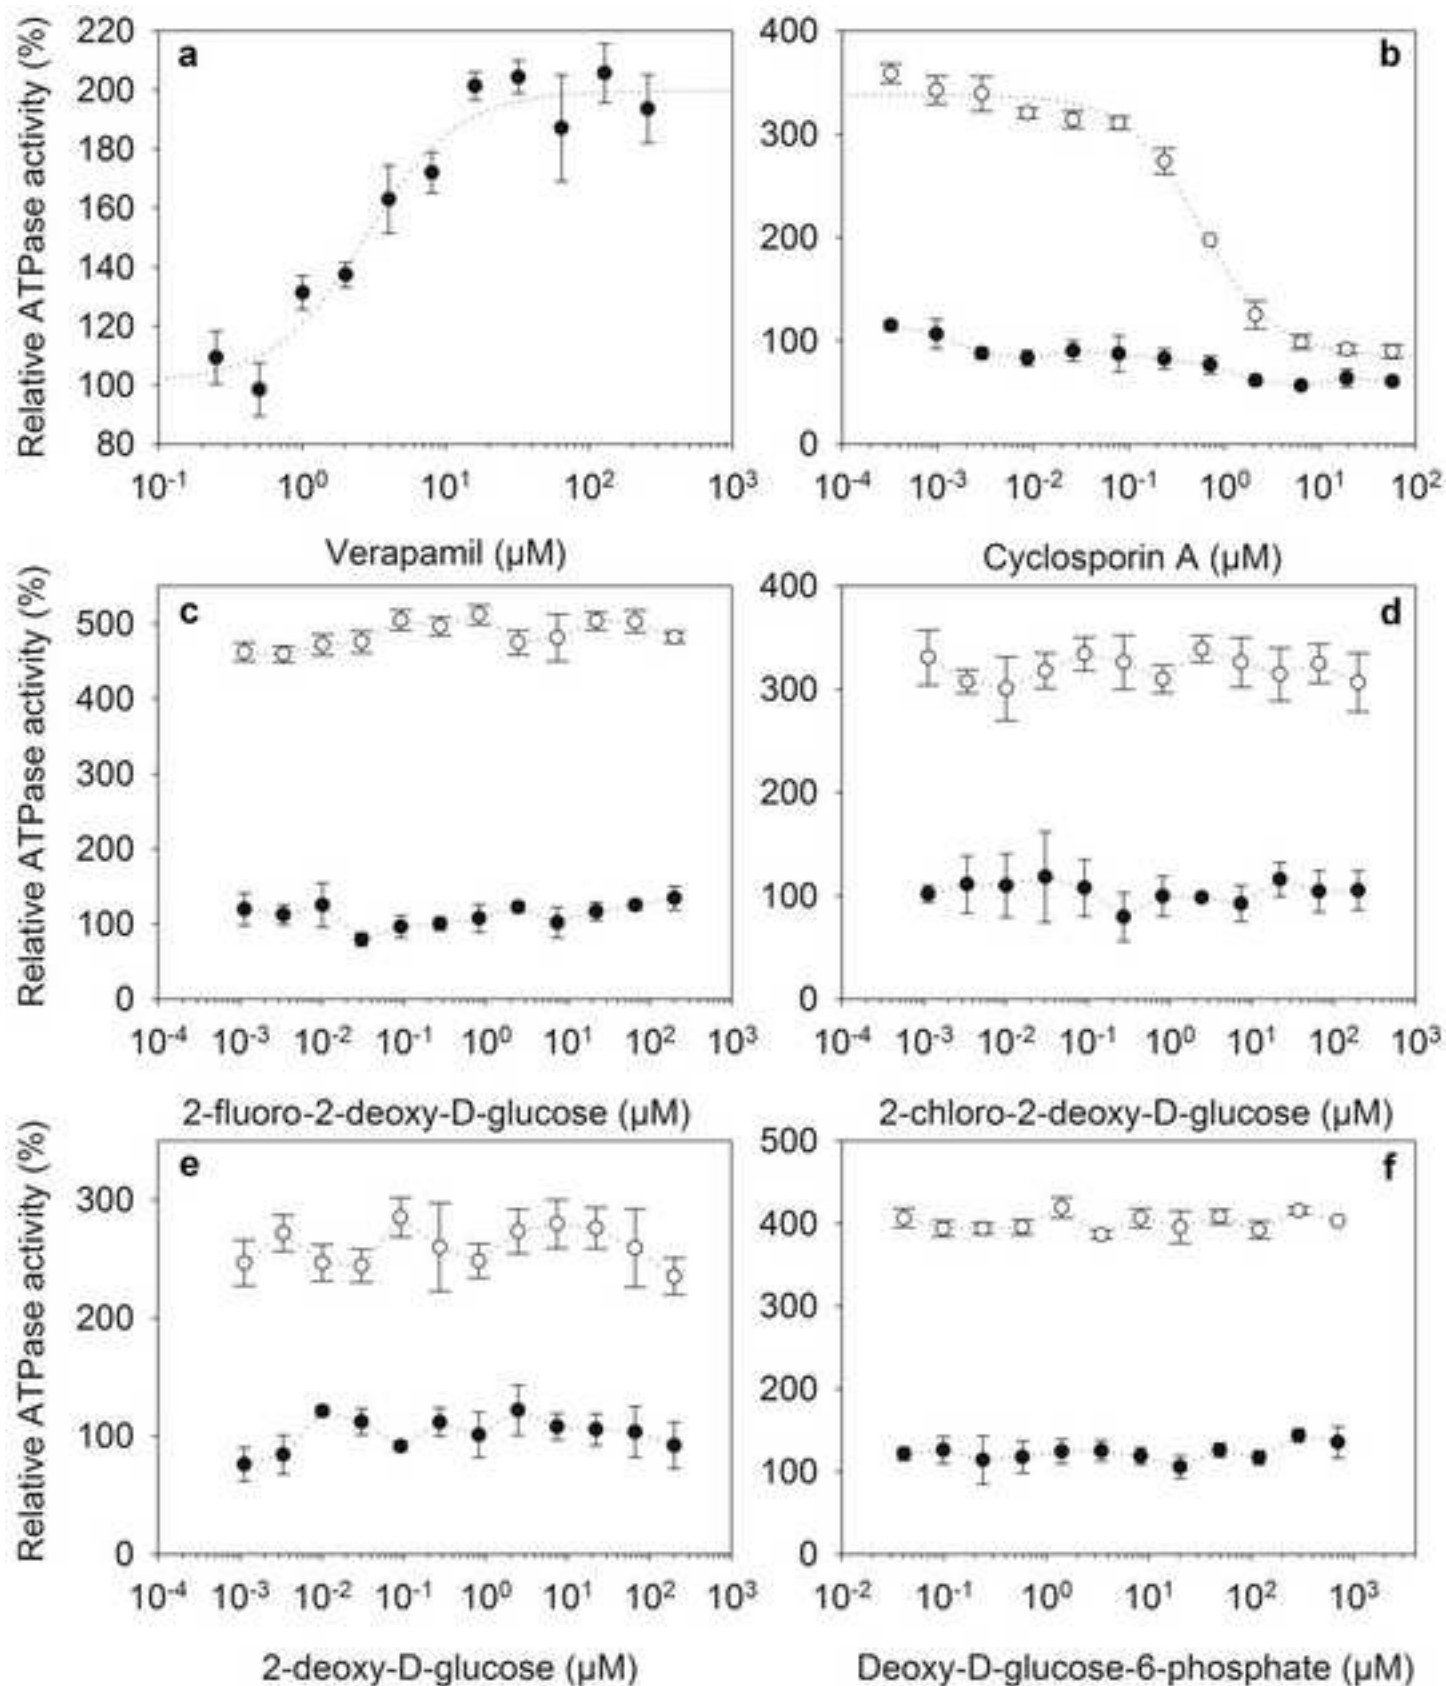 Relative ATPase activity (%)
220
200
180
160
140
120
100
80
a
10-1 10⁰ 10¹ 10² 10³
Verapamil (µM)
400
300
200
100
0
b
10-4 10-3 10-2 10-1 10⁰ 10¹ 10²
Cyclosporin A (µM)
Relative ATPase activity (%)
500
400
300
200
100
0
c
10-4 10-3 10-2 10-1 10⁰ 10¹ 10² 10³
2-fluoro-2-deoxy-D-glucose (µM)
400
300
200
100
0
d
10-4 10-3 10-2 10-1 10⁰ 10¹ 10² 10³
2-chloro-2-deoxy-D-glucose (µM)
Relative ATPase activity (%)
300
200
100
0
e
10-4 10-3 10-2 10-1 10⁰ 10¹ 10² 10³
2-deoxy-D-glucose (µM)
500
400
300
200
100
0
f
10-2 10-1 10⁰ 10¹ 10² 10³
Deoxy-D-glucose-6-phosphate (µM)